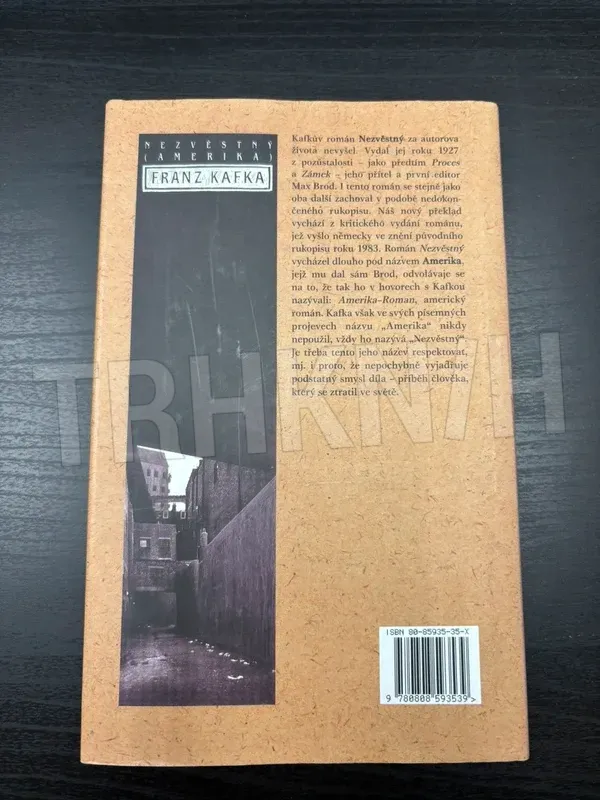 NEZVĚSTNÝ
(AMERIKA)
FRANZ KAFKA
Kafkův román Nezvěstný za autorova
života nevyšel. Vydal jej roku 1927
z pozůstalosti – jako předtím Proces
a Zámek – jeho přítel a první editor
Max Brod. I tento román se stejně jako
oba další zachoval v podobě nedokon-
čeného rukopisu. Náš nový překlad
vychází z kritického vydání románu,
jež vyšlo německy ve znění původního
rukopisu roku 1983. Román Nezvěstný
vycházel dlouho pod názvem Amerika,
jejž mu dal sám Brod, odvolávaje se
na to, že tak ho v hovorech s Kafkou
nazývali: Amerika-Roman, americký
román. Kafka však ve svých písemných
projevech názvu „Amerika“ nikdy
nepoužil, vždy ho nazývá „Nezvěstný“.
Je třeba tento jeho název respektovat,
mj. i proto, že nepochybně vyjadřuje
podstatný smysl díla – příběh člověka,
který se ztratil ve světě.
TRHKNIH
ISBN 80-85935-35-X
9 780808 593539>